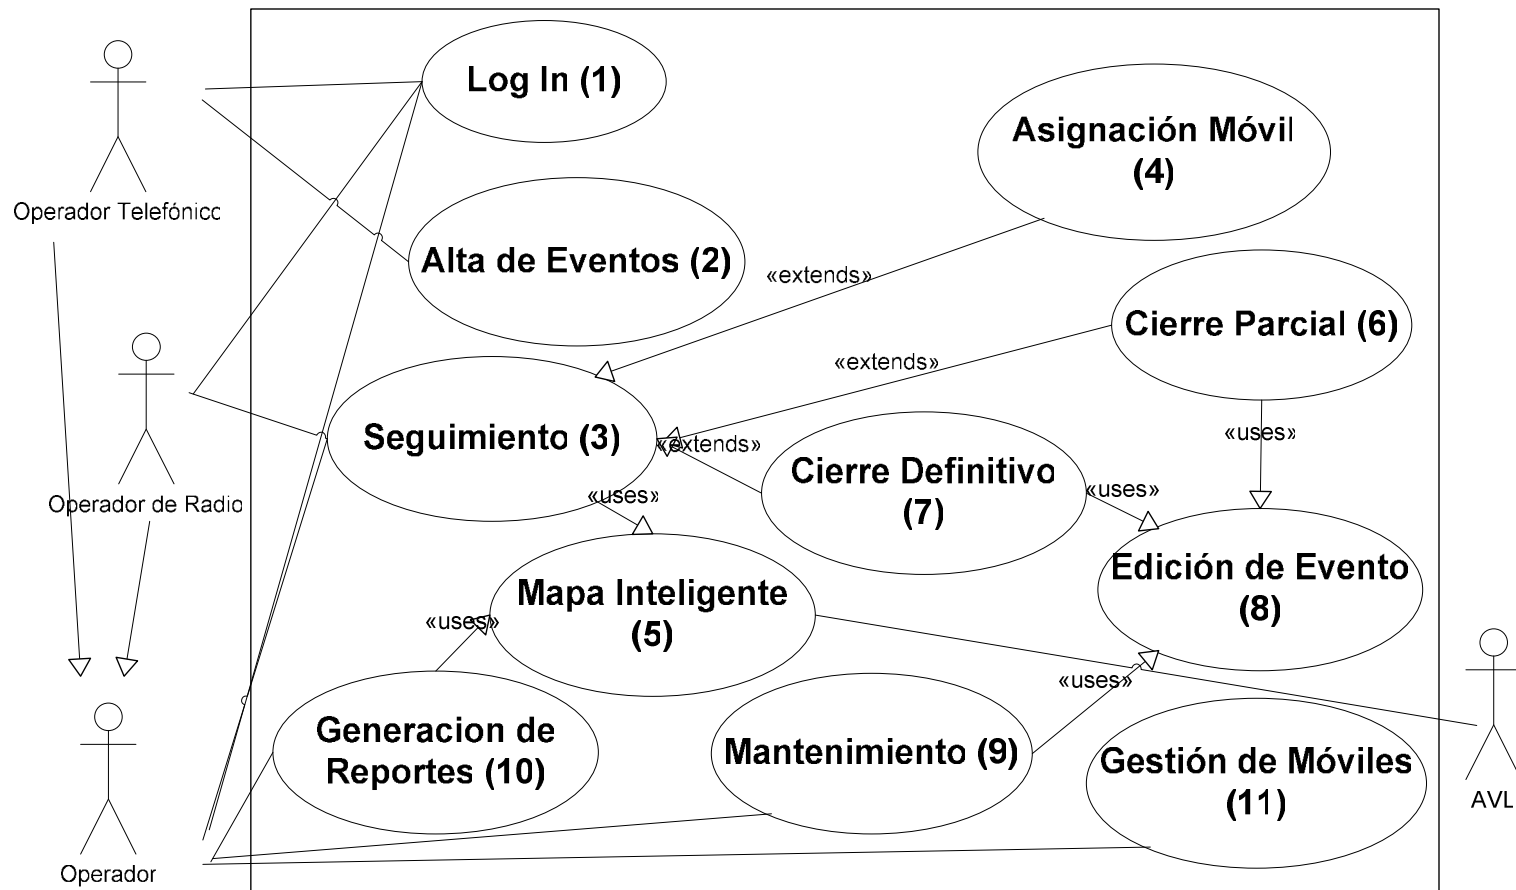 Log In (1)
Asignación Móvil
(4)
Operador Telefónico
Alta de Eventos (2)
«extends»
Cierre Parcial (6)
«extends»
Seguimiento (3)
«extends»
«uses»
Cierre Definitivo
(7)
«uses»
«uses»
Operador de Radio
Edición de Evento
(8)
Mapa Inteligente
(5)
«uses»
«uses»
Generacion de
Reportes (10)
Mantenimiento (9)
Gestión de Móviles
(11)
AVL
Operador